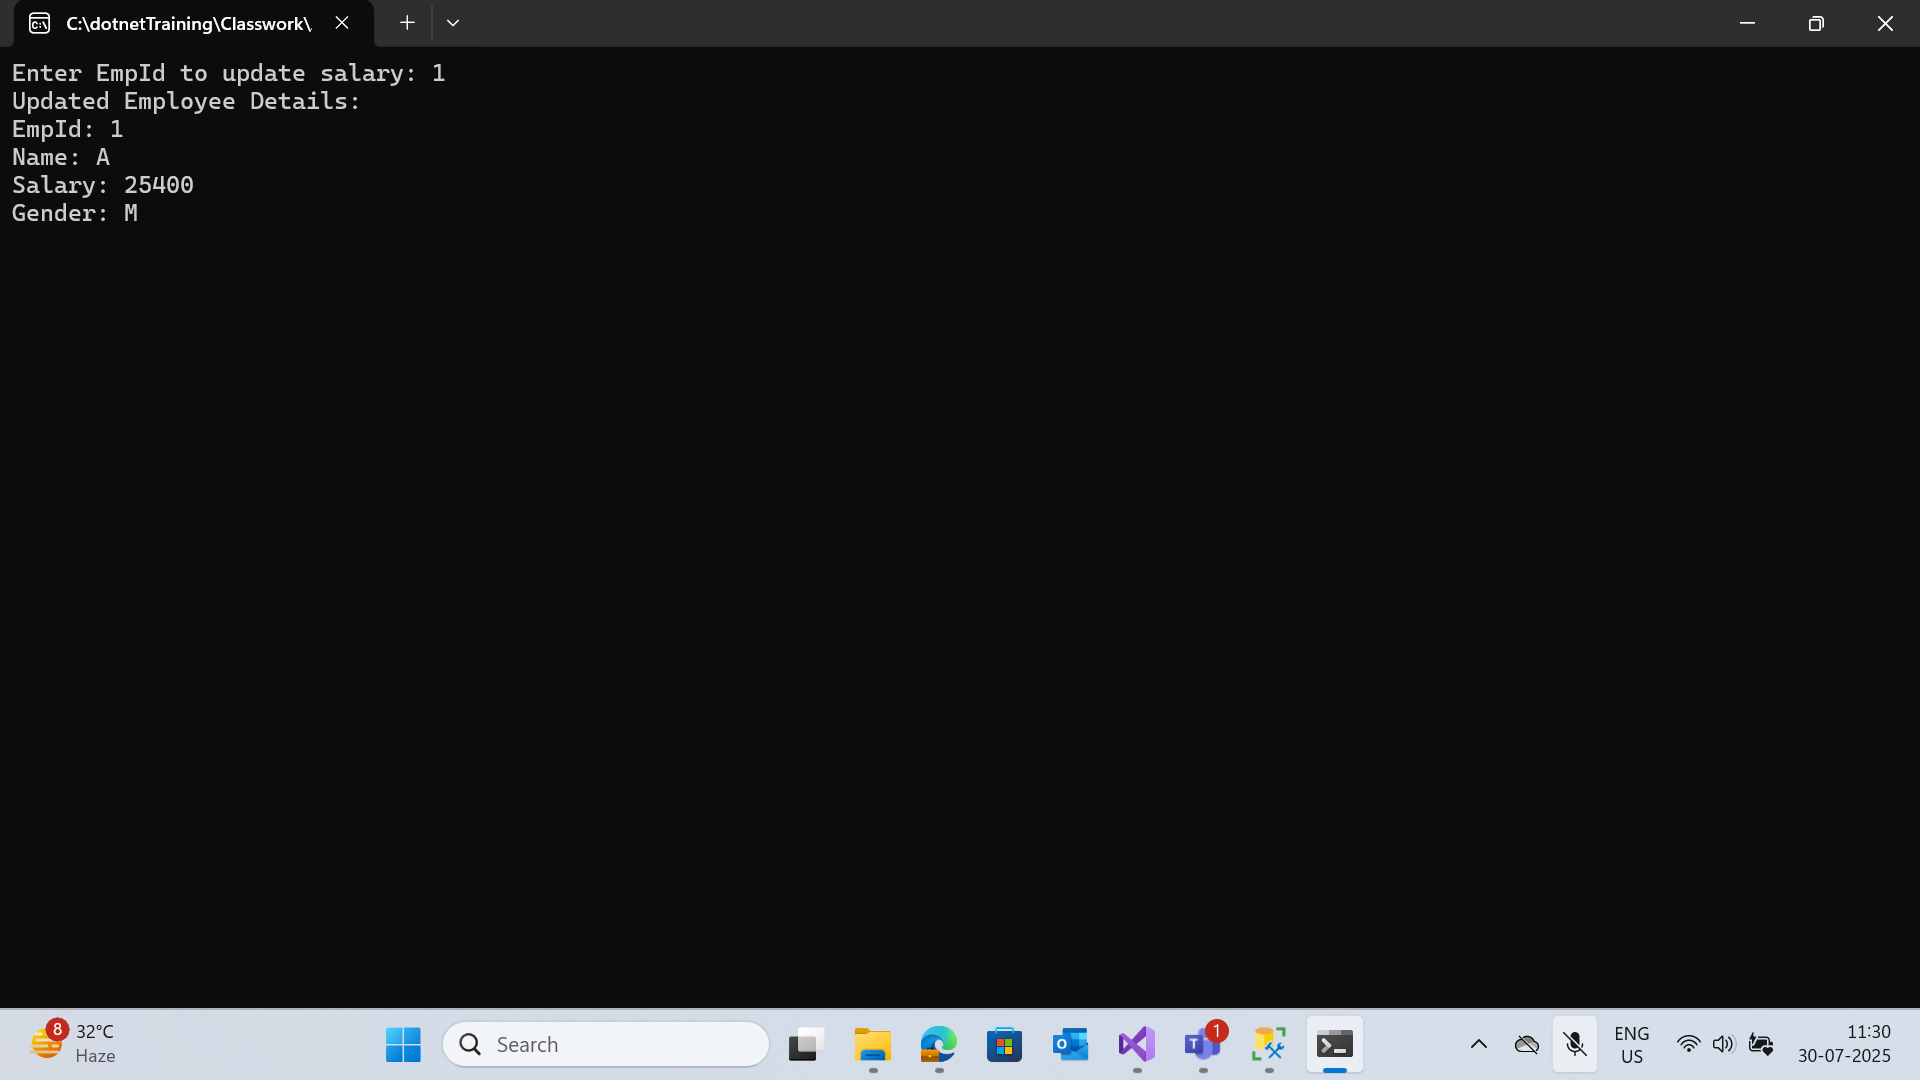 C:\dotnetTraining\Classwork\
Enter EmpId to update salary: 1
Updated Employee Details:
EmpId: 1
Name: A
Salary: 25400
Gender: M
8
32°C
Haze
Search
1
ENG
US
11:30
30-07-2025